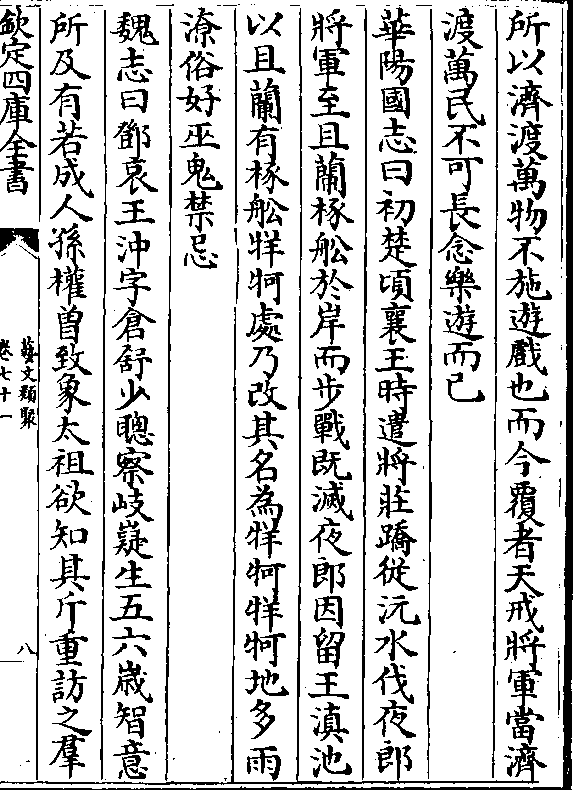 所以濟渡萬物不施遊戲也而今覆者天戒將軍當濟
渡萬民不可長念樂遊而已
華陽國志曰初楚頃襄王時遣將莊蹻從沅水伐夜郎
將軍至且蘭椓舩於岸而步戰既滅夜郎因留王滇池
以且蘭有椓舩牂牁處乃改其名為牂牁牂牁地多雨
潦俗好巫鬼禁忌
魏志曰鄧哀王沖字倉舒少聰察岐嶷生五六歲智意
所及有若成人孫權曾致象太祖欲知其斤重訪之羣
欽定四庫全書
藝文類聚
卷七十一
八